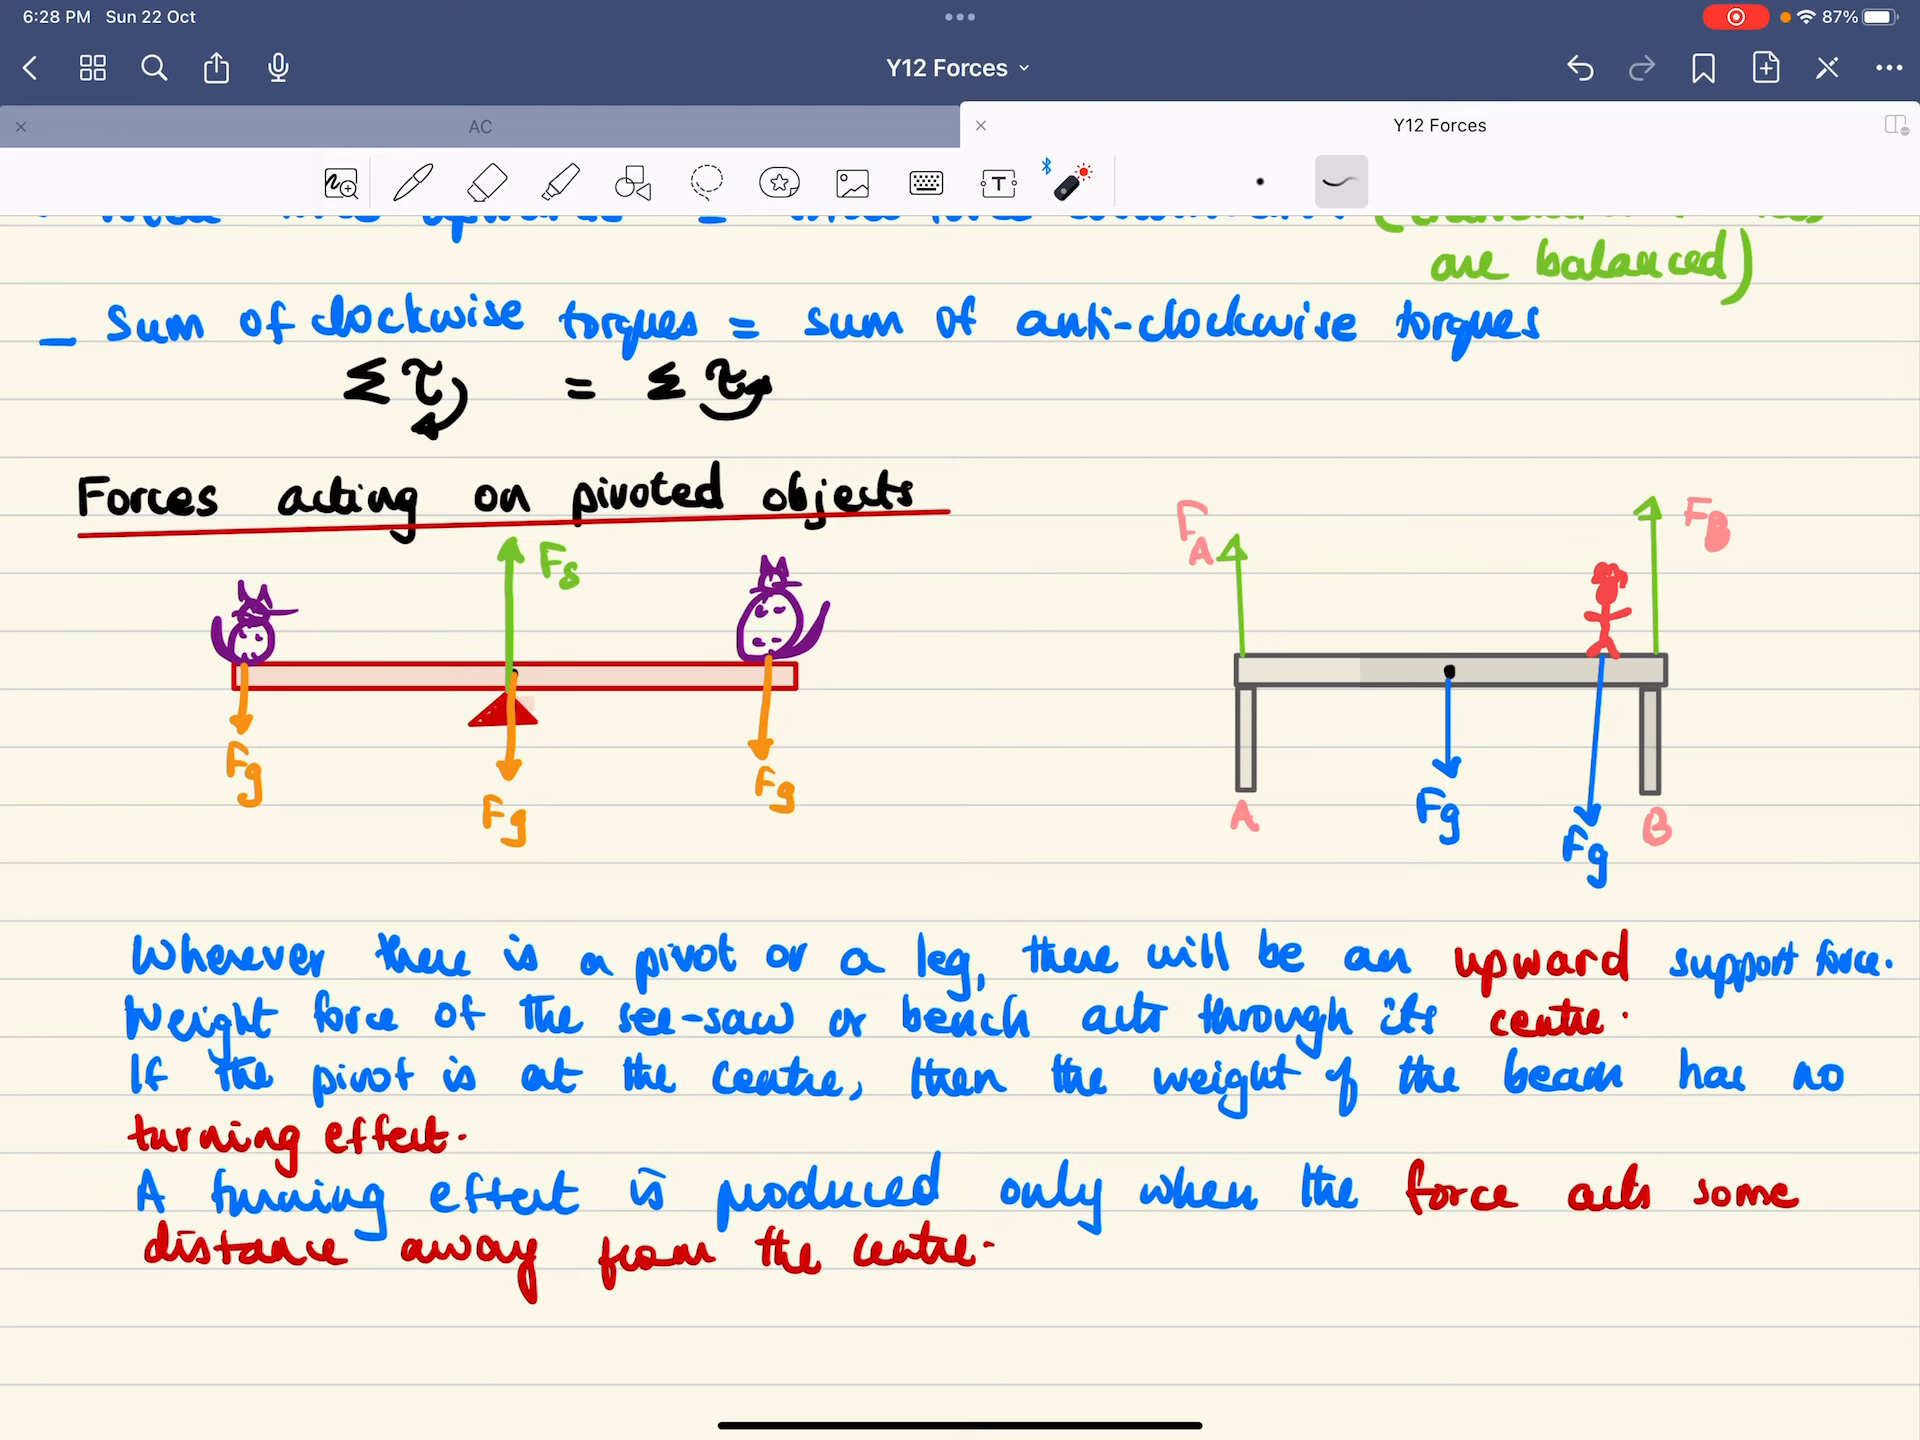 6:28 PM Sun 22 Oct
87%
Y12 Forces
AC
Y12 Forces
T
are balanced)
- Sum of clockwise torques = sum of anti-clockwise torques
Σ τ = Σ τ
Forces acting on pivoted objects
Fs
Fg
Fg
Fg
FA
FB
Fg
Fg
A
B
Wherever there is a pivot or a leg, there will be an upward support force.
Weight force of the see-saw or bench acts through its centre.
If the pivot is at the centre, then the weight of the beam has no
turning effect.
A turning effect is produced only when the force acts some
distance away from the centre.